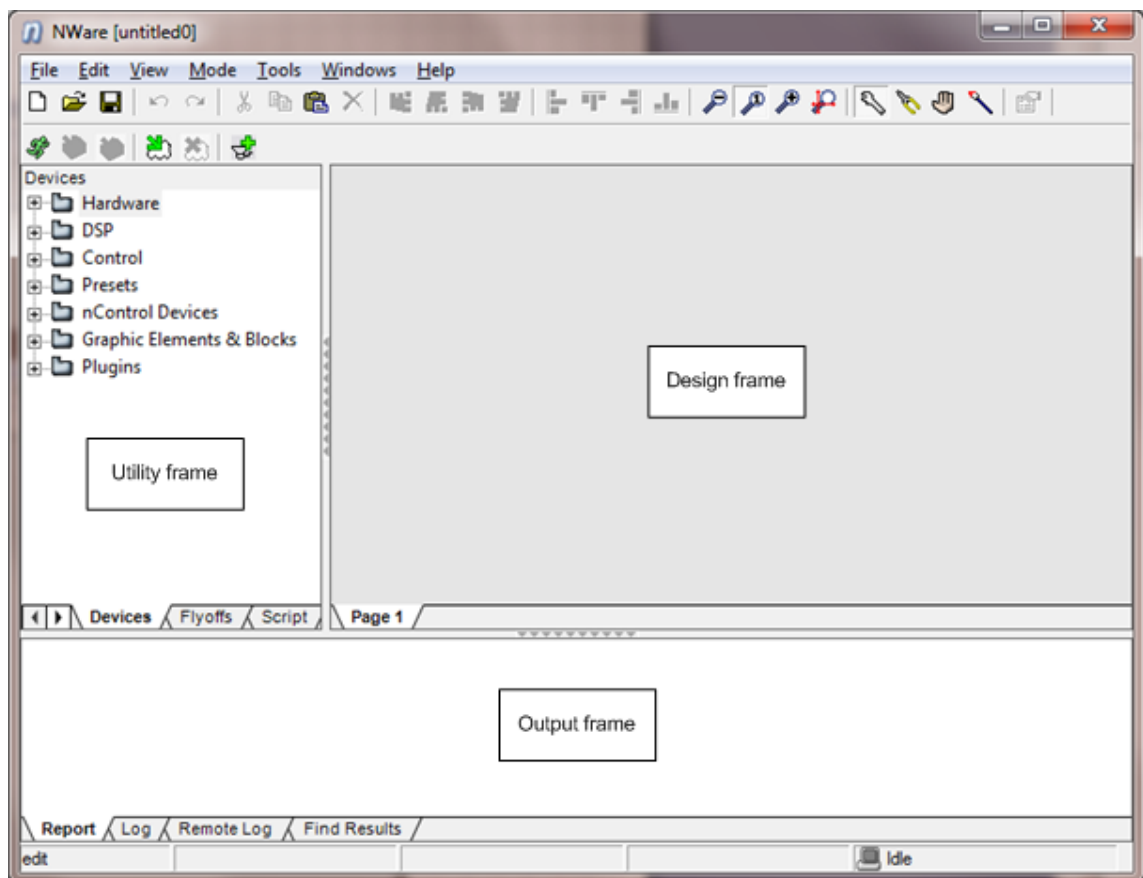 NWare [untitled0]
File Edit View Mode Tools Windows Help
Devices
Hardware
DSP
Control
Presets
nControl Devices
Graphic Elements & Blocks
Plugins
Design frame
Utility frame
Devices Flyoffs Script
Page 1
Output frame
Report Log Remote Log Find Results
edit Idle